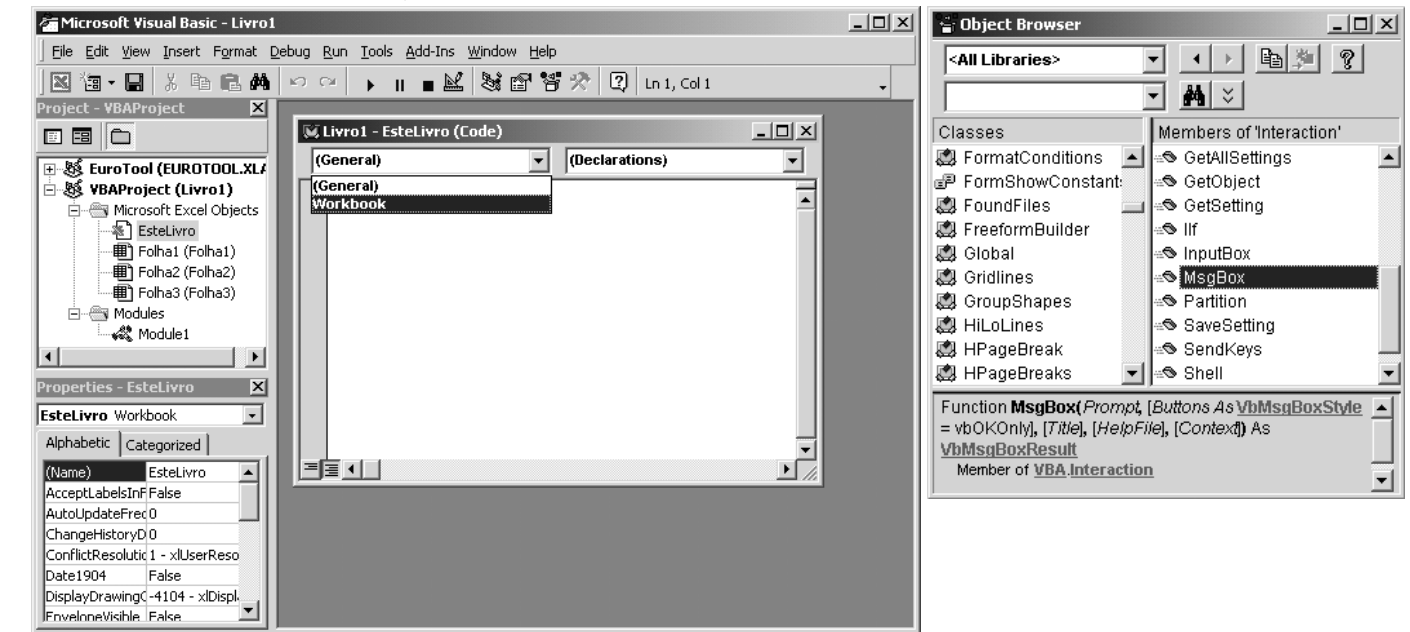 Microsoft Visual Basic - Livro1
File Edit View Insert Format Debug Run Tools Add-Ins Window Help
Ln 1, Col 1
Project - VBAProject
EuroTool (EUROTOOL.XLA
VBAProject (Livro1)
Microsoft Excel Objects
EsteLivro
Folha1 (Folha1)
Folha2 (Folha2)
Folha3 (Folha3)
Modules
Module1
Properties - EsteLivro
EsteLivro Workbook
Alphabetic Categorized
(Name) EsteLivro
AcceptLabelsInF False
AutoUpdateFrec 0
ChangeHistoryD 0
ConflictResolutic 1 - xlUserReso
Date1904 False
DisplayDrawingC -4104 - xlDispl
EnvelopeVisible False
Livro1 - EsteLivro (Code)
(General) (Declarations)
(General)
Workbook
Object Browser
<All Libraries>
Classes
FormatConditions
FormShowConstant
FoundFiles
FreeformBuilder
Global
Gridlines
GroupShapes
HiLoLines
HPageBreak
HPageBreaks
Members of 'Interaction'
GetAllSettings
GetObject
GetSetting
IIf
InputBox
MsgBox
Partition
SaveSetting
SendKeys
Shell
Function MsgBox(Prompt, [Buttons As VbMsgBoxStyle
= vbOKOnly], [Title], [HelpFile], [Context]) As
VbMsgBoxResult
Member of VBA.Interaction